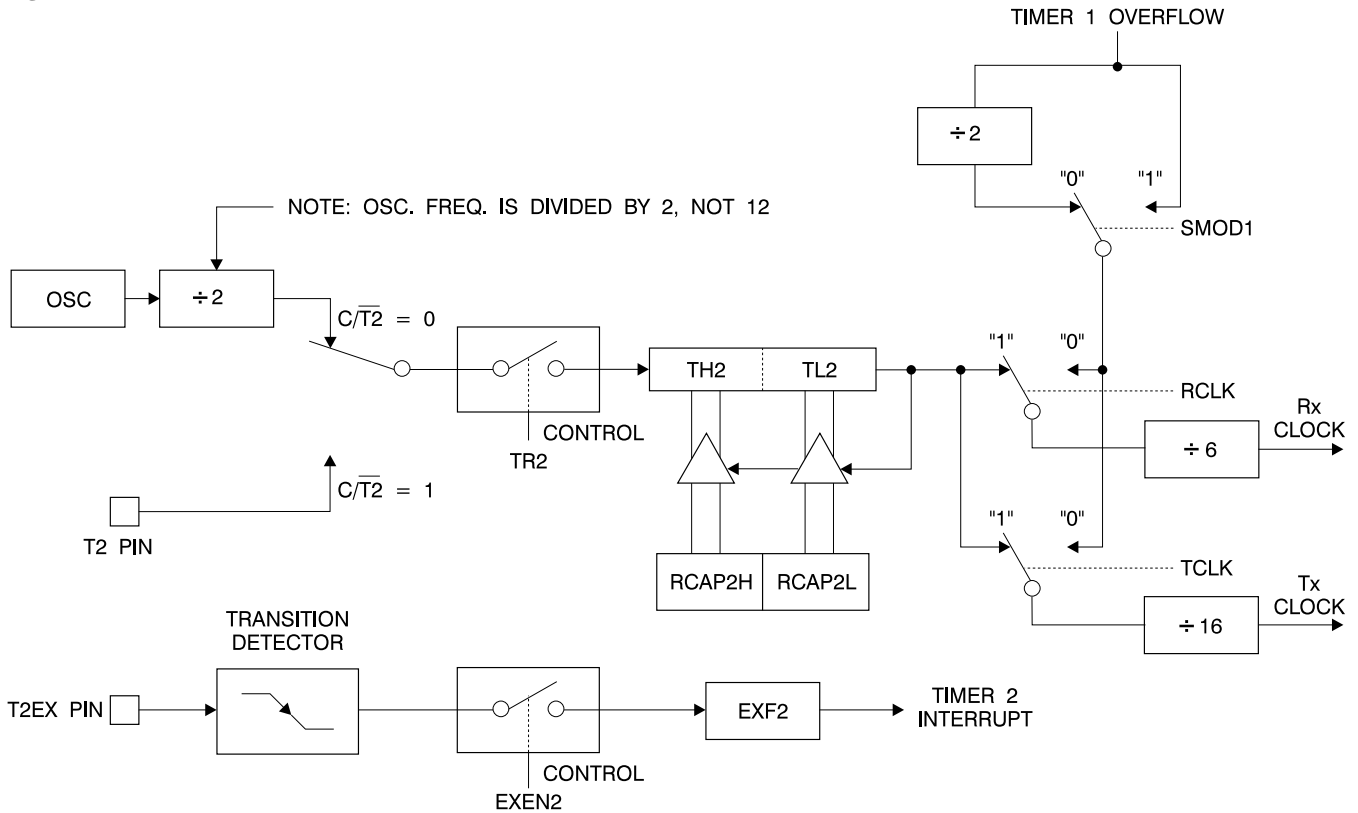 TIMER 1 OVERFLOW
÷2
"0" "1"
SMOD1
NOTE: OSC. FREQ. IS DIVIDED BY 2, NOT 12
OSC
÷2
C/T2̅ = 0
TH2 TL2
"1" "0"
RCLK
Rx
CLOCK
÷ 6
CONTROL
TR2
C/T2̅ = 1
T2 PIN
RCAP2H RCAP2L
"1" "0"
TCLK
Tx
CLOCK
÷ 16
TRANSITION
DETECTOR
T2EX PIN
EXF2
TIMER 2
INTERRUPT
CONTROL
EXEN2